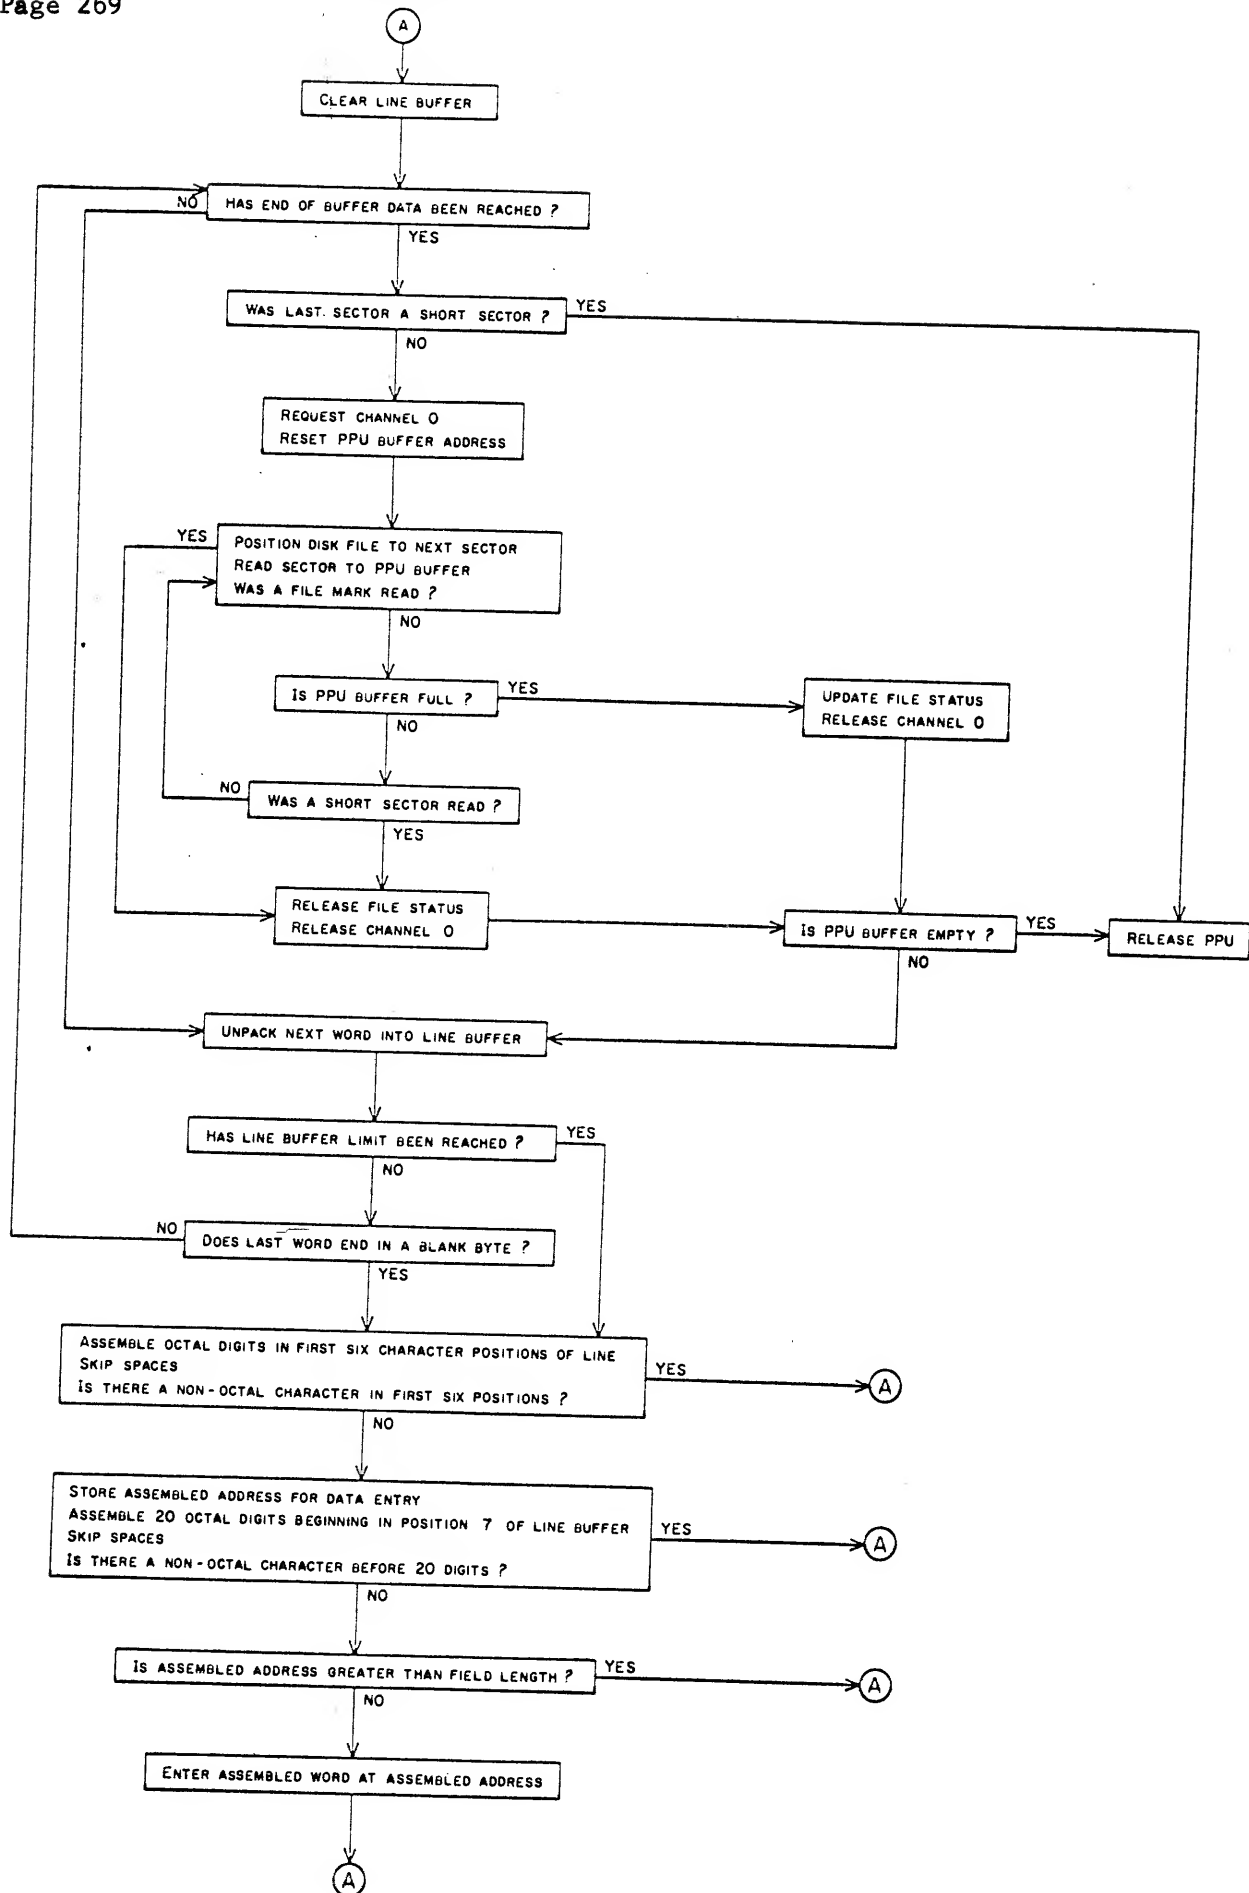 Page 269
A
CLEAR LINE BUFFER
NO
HAS END OF BUFFER DATA BEEN REACHED ?
YES
WAS LAST. SECTOR A SHORT SECTOR ?
YES
NO
REQUEST CHANNEL 0
RESET PPU BUFFER ADDRESS
YES
POSITION DISK FILE TO NEXT SECTOR
READ SECTOR TO PPU BUFFER
WAS A FILE MARK READ ?
NO
IS PPU BUFFER FULL ?
YES
UPDATE FILE STATUS
RELEASE CHANNEL 0
NO
NO
WAS A SHORT SECTOR READ ?
YES
RELEASE FILE STATUS
RELEASE CHANNEL 0
IS PPU BUFFER EMPTY ?
YES
RELEASE PPU
NO
UNPACK NEXT WORD INTO LINE BUFFER
HAS LINE BUFFER LIMIT BEEN REACHED ?
YES
NO
NO
DOES LAST WORD END IN A BLANK BYTE ?
YES
ASSEMBLE OCTAL DIGITS IN FIRST SIX CHARACTER POSITIONS OF LINE
SKIP SPACES
IS THERE A NON-OCTAL CHARACTER IN FIRST SIX POSITIONS ?
YES
A
NO
STORE ASSEMBLED ADDRESS FOR DATA ENTRY
ASSEMBLE 20 OCTAL DIGITS BEGINNING IN POSITION 7 OF LINE BUFFER
SKIP SPACES
IS THERE A NON-OCTAL CHARACTER BEFORE 20 DIGITS ?
YES
A
NO
IS ASSEMBLED ADDRESS GREATER THAN FIELD LENGTH ?
YES
A
NO
ENTER ASSEMBLED WORD AT ASSEMBLED ADDRESS
A